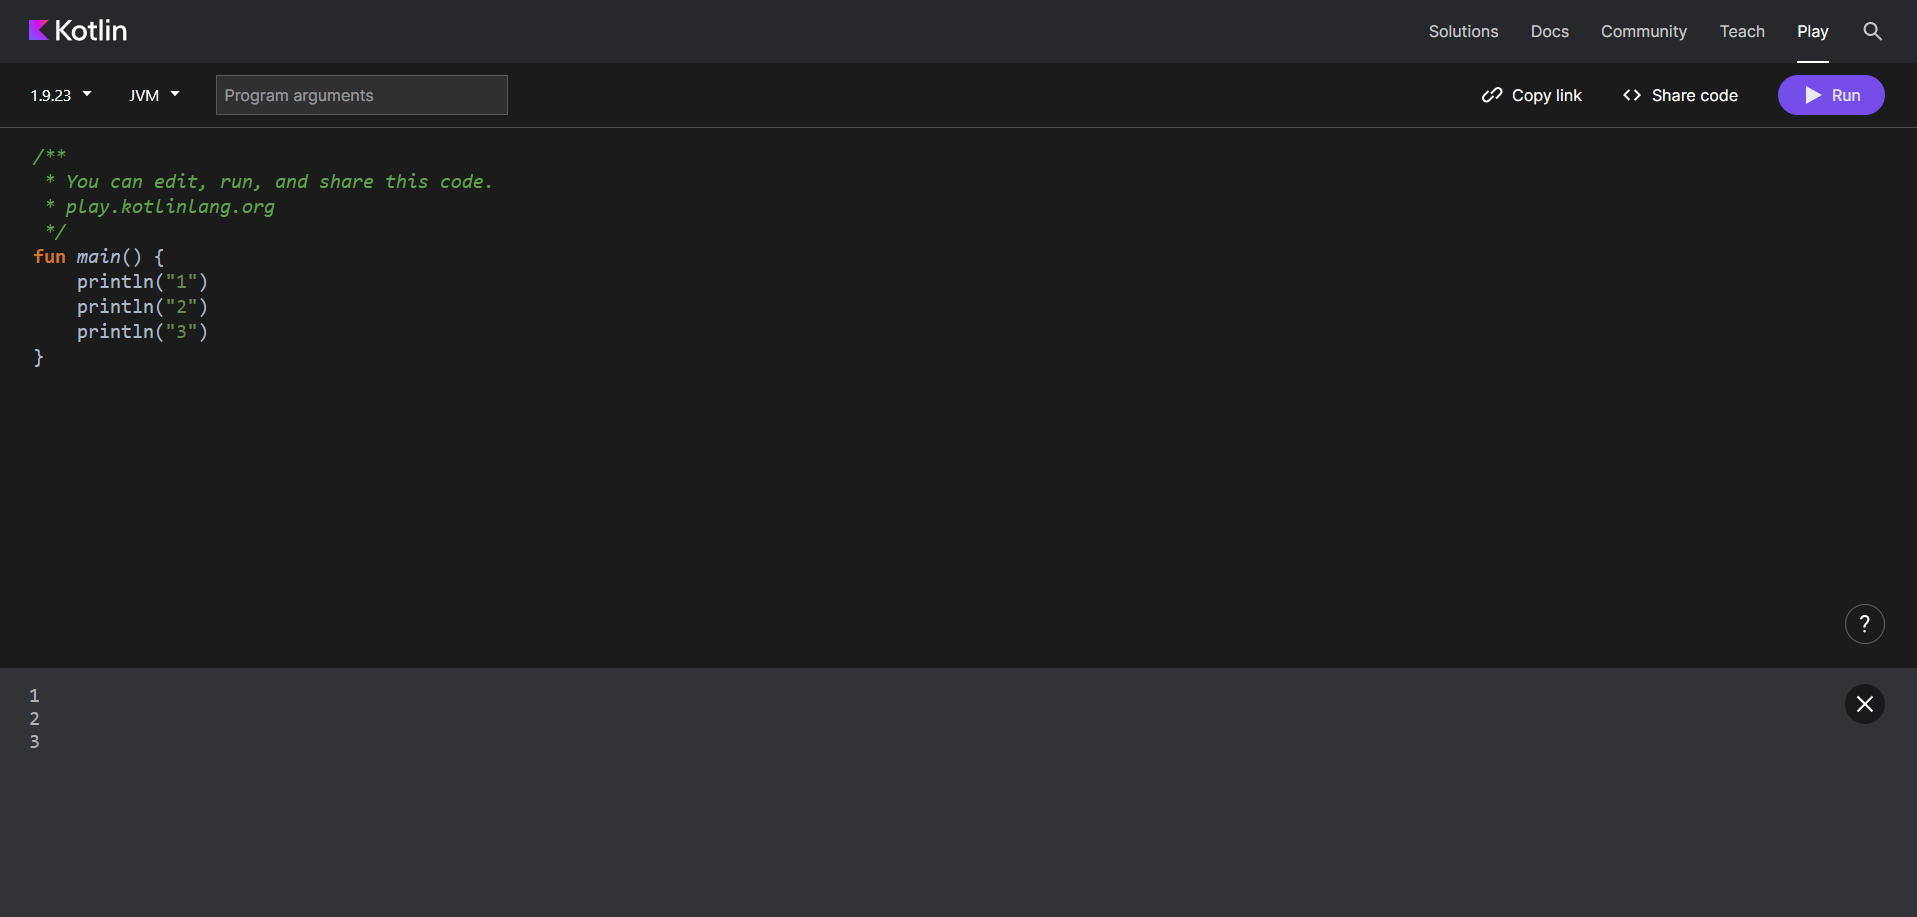 Kotlin
Solutions Docs Community Teach Play
1.9.23 JVM Program arguments Copy link Share code Run
/**
 * You can edit, run, and share this code.
 * play.kotlinlang.org
 */
fun main() {
    println("1")
    println("2")
    println("3")
}
?
1
2
3